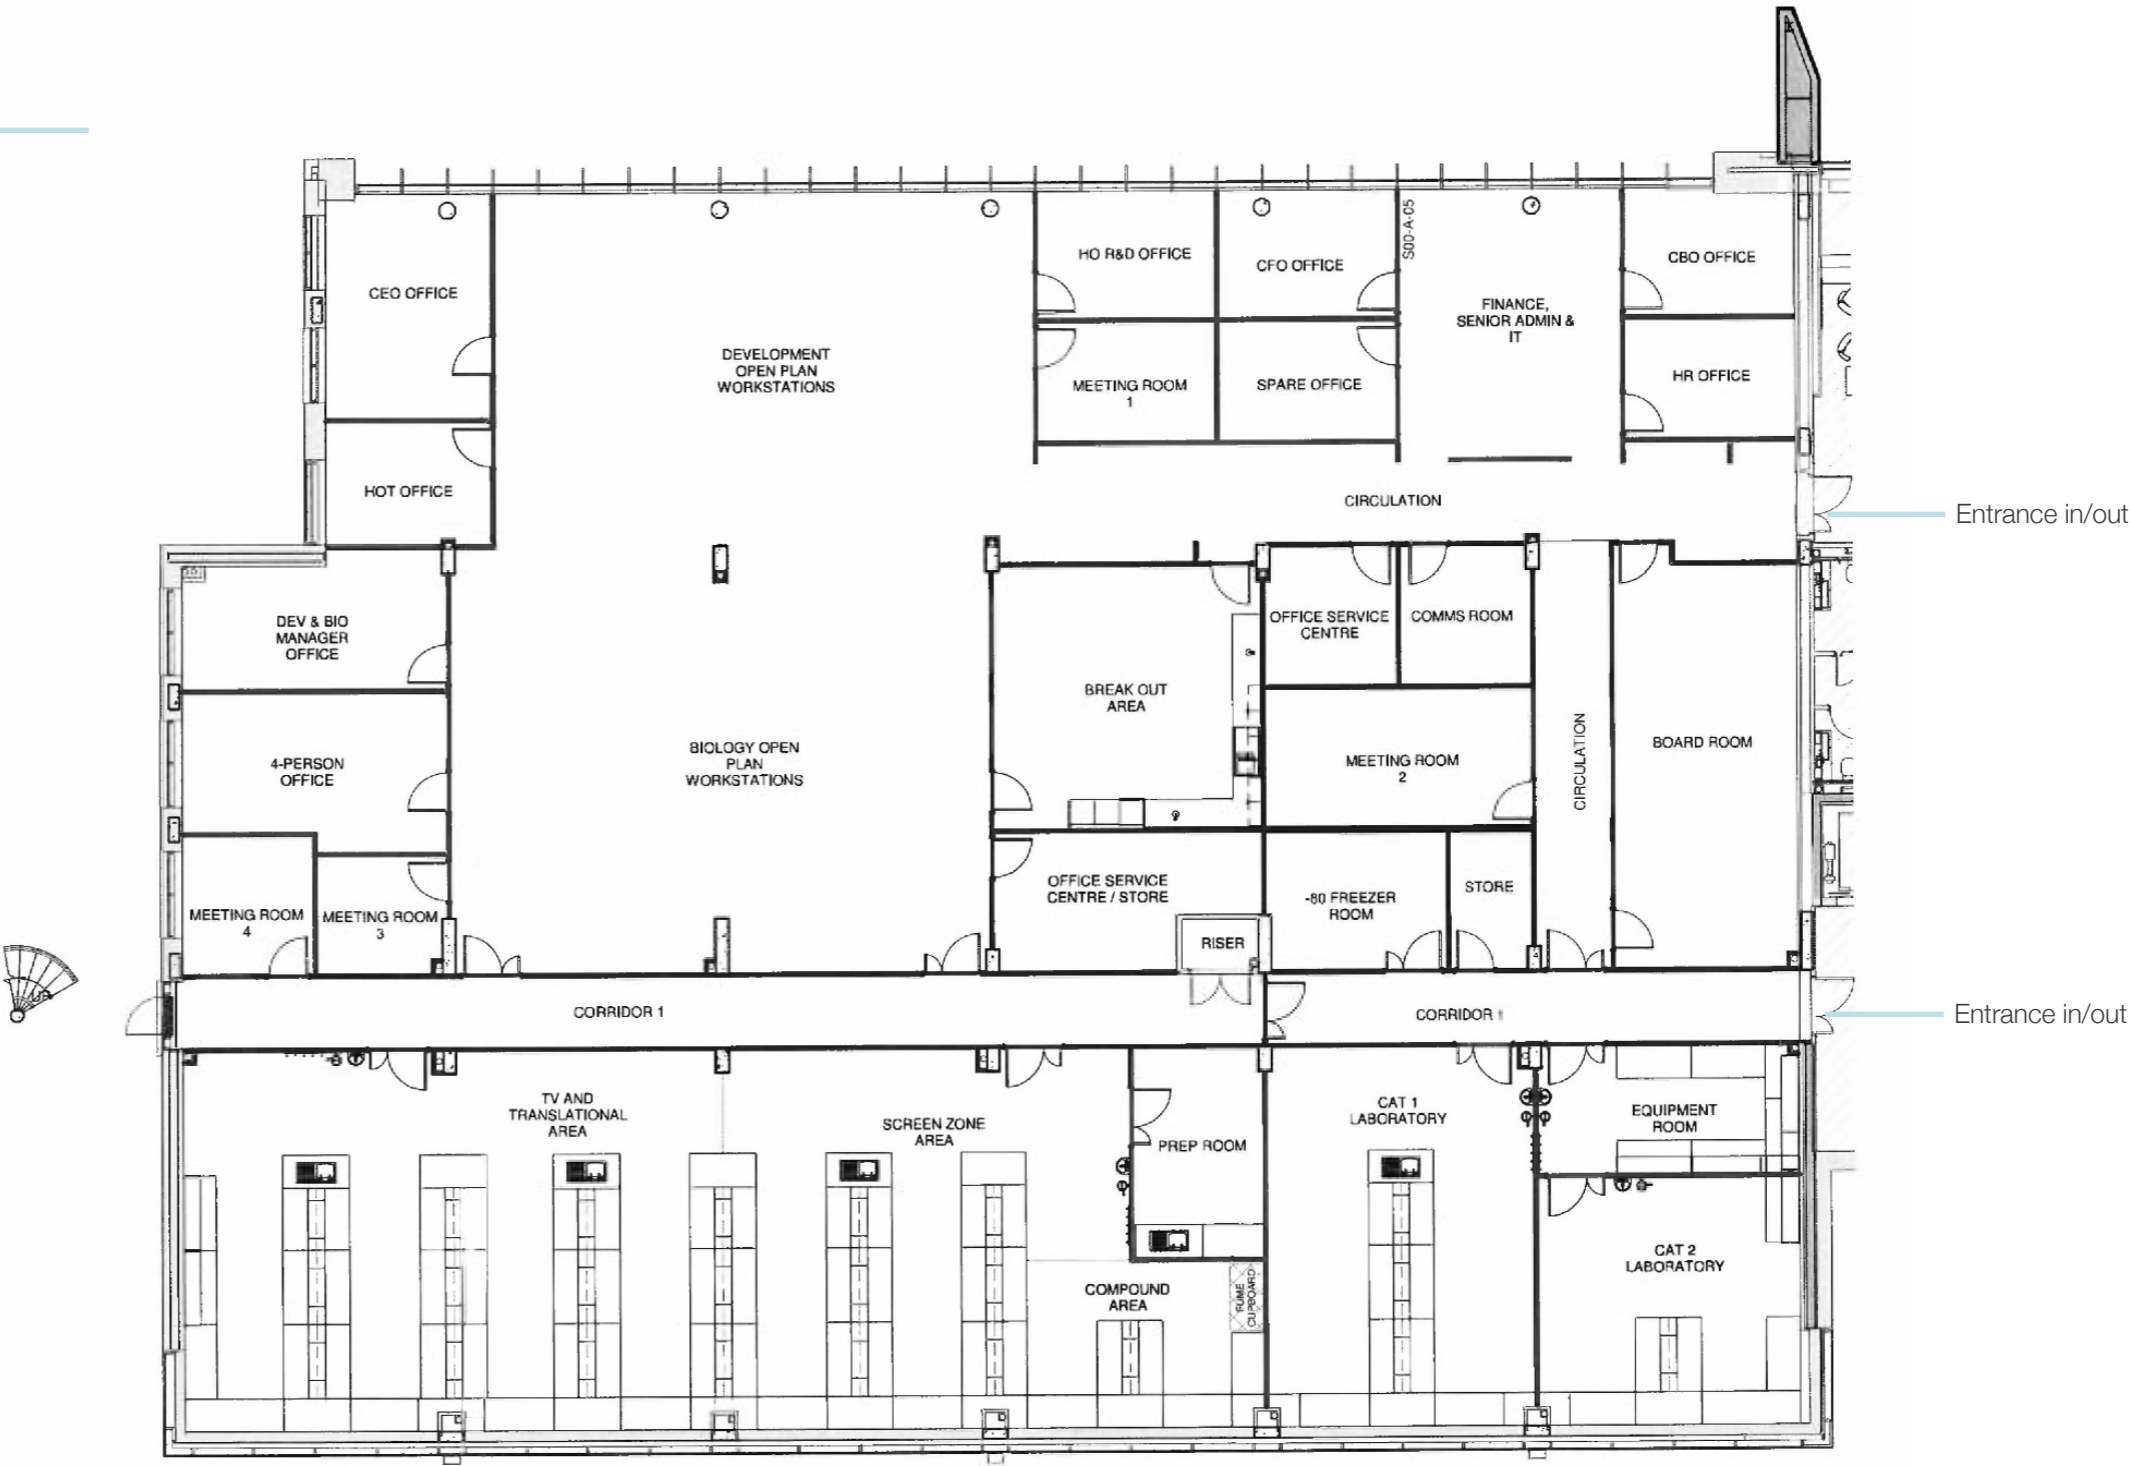 CEO OFFICE
HOT OFFICE
DEVELOPMENT
OPEN PLAN
WORKSTATIONS
HO R&D OFFICE
CFO OFFICE
S00-A-05
FINANCE,
SENIOR ADMIN &
IT
CBO OFFICE
MEETING ROOM
1
SPARE OFFICE
HR OFFICE
CIRCULATION
Entrance in/out
DEV & BIO
MANAGER
OFFICE
4-PERSON
OFFICE
MEETING ROOM
4
MEETING ROOM
3
BIOLOGY OPEN
PLAN
WORKSTATIONS
BREAK OUT
AREA
OFFICE SERVICE
CENTRE
COMMS ROOM
MEETING ROOM
2
CIRCULATION
BOARD ROOM
OFFICE SERVICE
CENTRE / STORE
RISER
-80 FREEZER
ROOM
STORE
CORRIDOR 1
CORRIDOR 1
Entrance in/out
TV AND
TRANSLATIONAL
AREA
SCREEN ZONE
AREA
PREP ROOM
COMPOUND
AREA
FUME
CUPBOARD
CAT 1
LABORATORY
EQUIPMENT
ROOM
CAT 2
LABORATORY